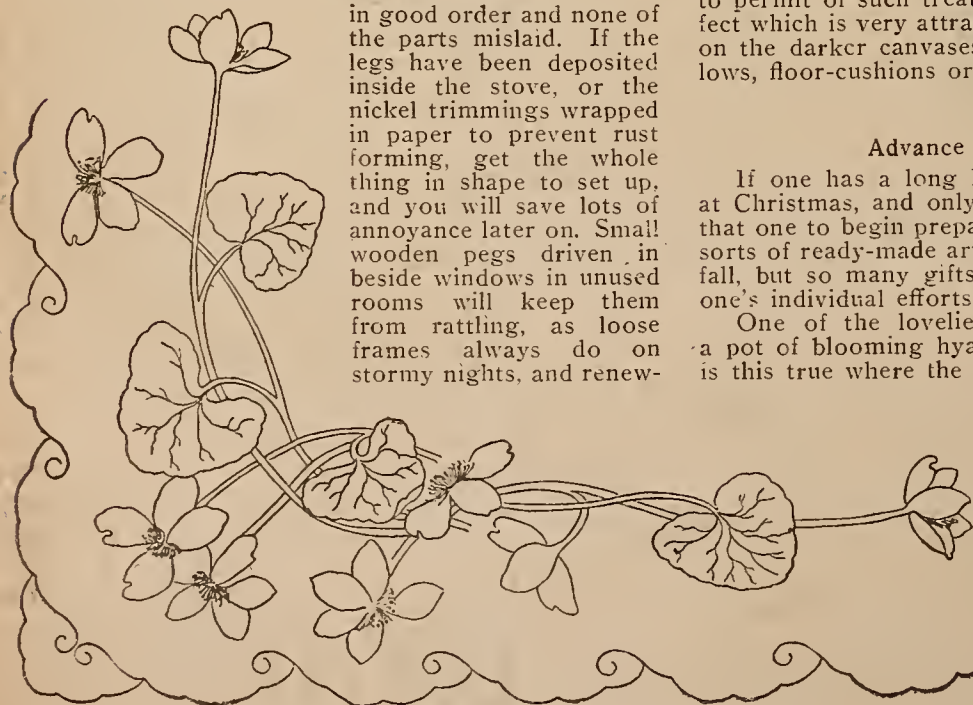 in good order and none of
the parts mislaid. If the
legs have been deposited
inside the stove, or the
nickel trimmings wrapped
in paper to prevent rust
forming, get the whole
thing in shape to set up,
and you will save lots of
annoyance later on. Small
wooden pegs driven in
beside windows in unused
rooms will keep them
from rattling, as loose
frames always do on
stormy nights, and renew-
to permit of such treat
fect which is very attra
on the darker canvases
lows, floor-cushions or
Advance
If one has a long
at Christmas, and only
that one to begin prepa
sorts of ready-made ar
fall, but so many gifts
one's individual efforts
One of the lovelie
a pot of blooming hya
is this true where the